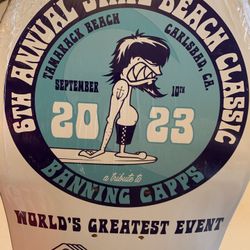 6TH ANNUAL BEACH CLASSIC
TAMARACK BEACH CARLSBAD, CA.
SEPTEMBER 10TH
20 23
a tribute to
BANNING CAPPS
WORLD'S GREATEST EVENT